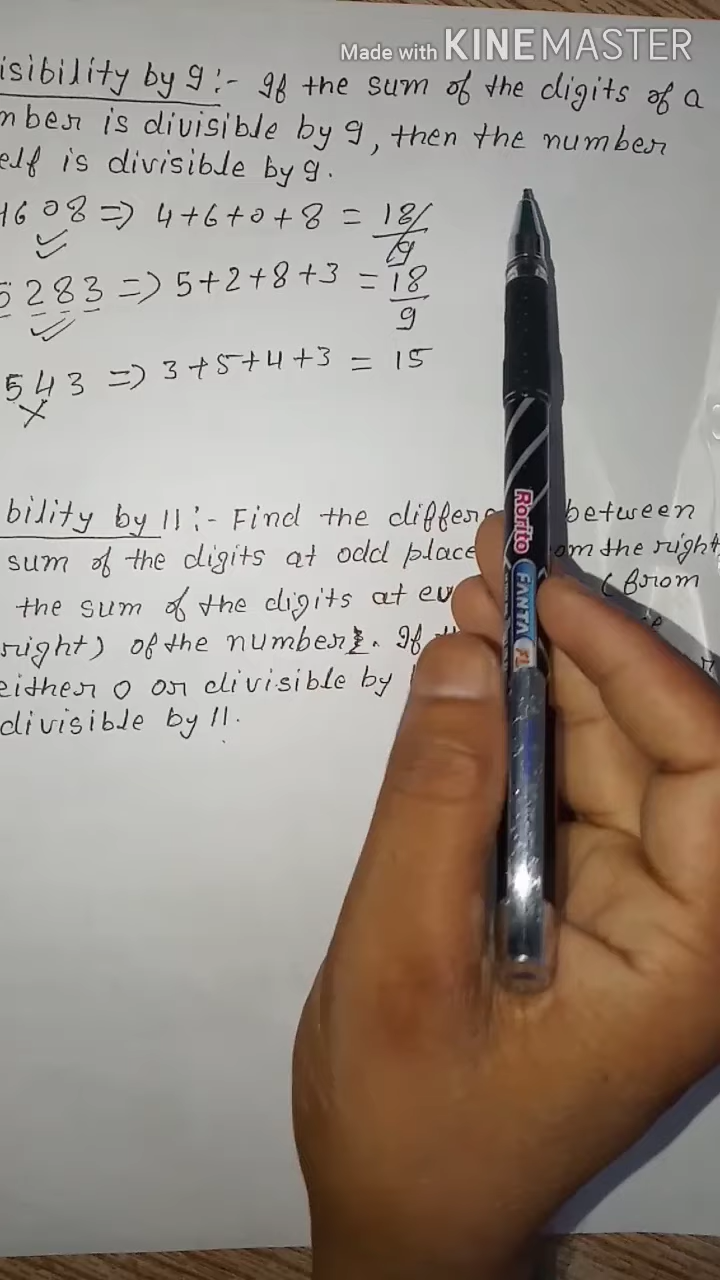 Made with KINEMASTER
isibility by 9:- If the sum of the digits of a
mber is divisible by 9, then the number
elf is divisible by 9.
4608 => 4+6+0+8 = 18/9
5283 => 5+2+8+3 = 18/9
543 => 3+5+4+3 = 15
bility by 11:- Find the differ between
sum of the digits at odd place om the right
the sum of the digits at ev (from
right) of the number. If
either 0 or divisible by
divisible by 11.
Rorito FANTA FL